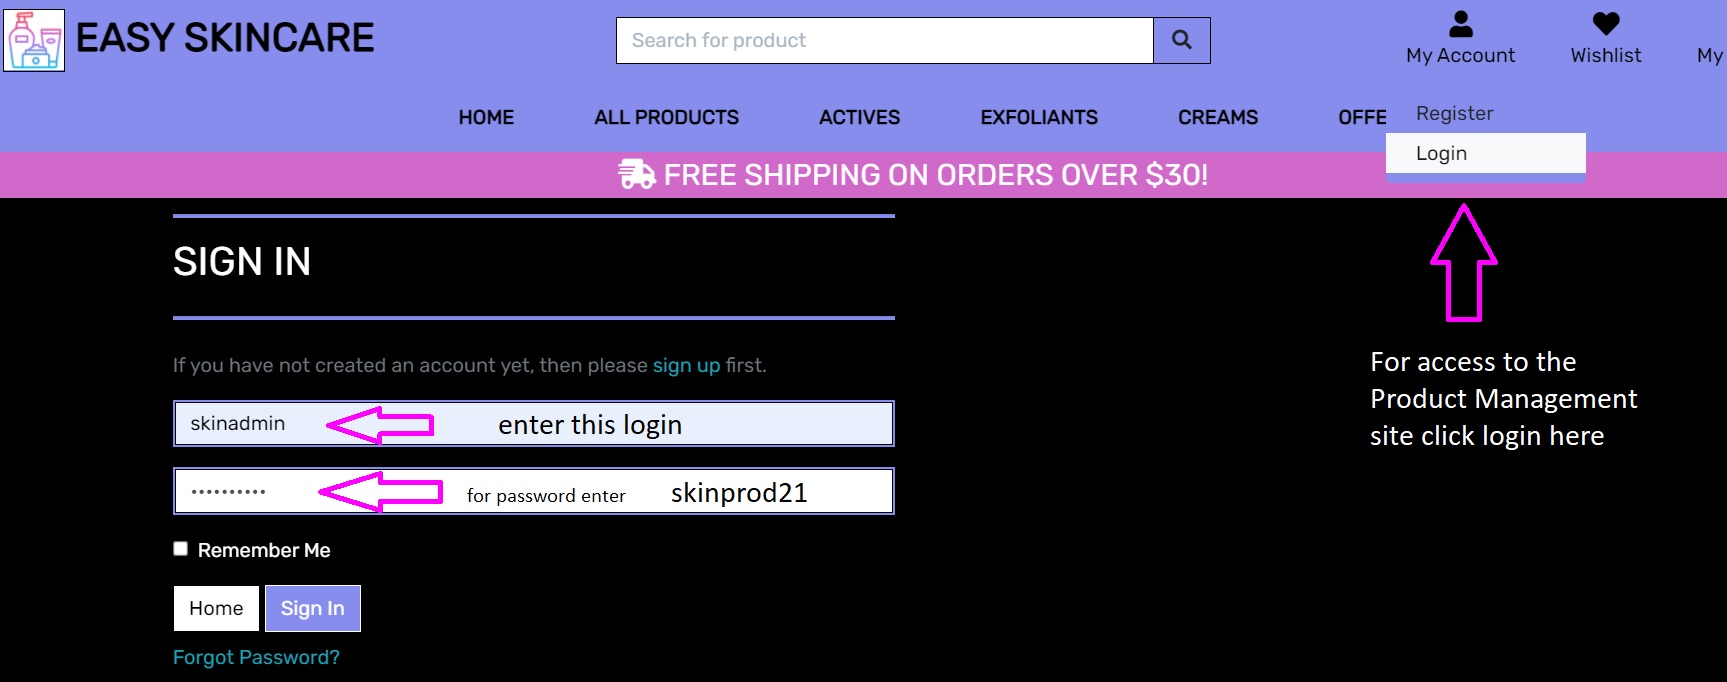 EASY SKINCARE
Search for product
My Account
Wishlist
My
HOME
ALL PRODUCTS
ACTIVES
EXFOLIANTS
CREAMS
OFFE
Register
Login
FREE SHIPPING ON ORDERS OVER $30!
SIGN IN
For access to the
Product Management
site click login here
If you have not created an account yet, then please sign up first.
skinadmin enter this login
•••••••••• for password enter skinprod21
Remember Me
Home
Sign In
Forgot Password?